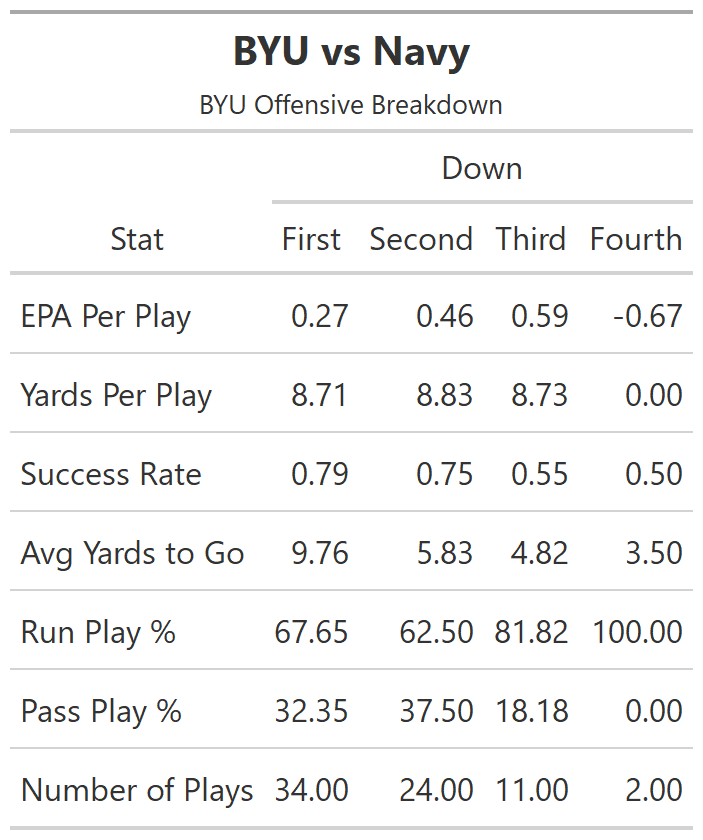 BYU vs Navy
BYU Offensive Breakdown
Down
Stat First Second Third Fourth
EPA Per Play 0.27 0.46 0.59 -0.67
Yards Per Play 8.71 8.83 8.73 0.00
Success Rate 0.79 0.75 0.55 0.50
Avg Yards to Go 9.76 5.83 4.82 3.50
Run Play % 67.65 62.50 81.82 100.00
Pass Play % 32.35 37.50 18.18 0.00
Number of Plays 34.00 24.00 11.00 2.00